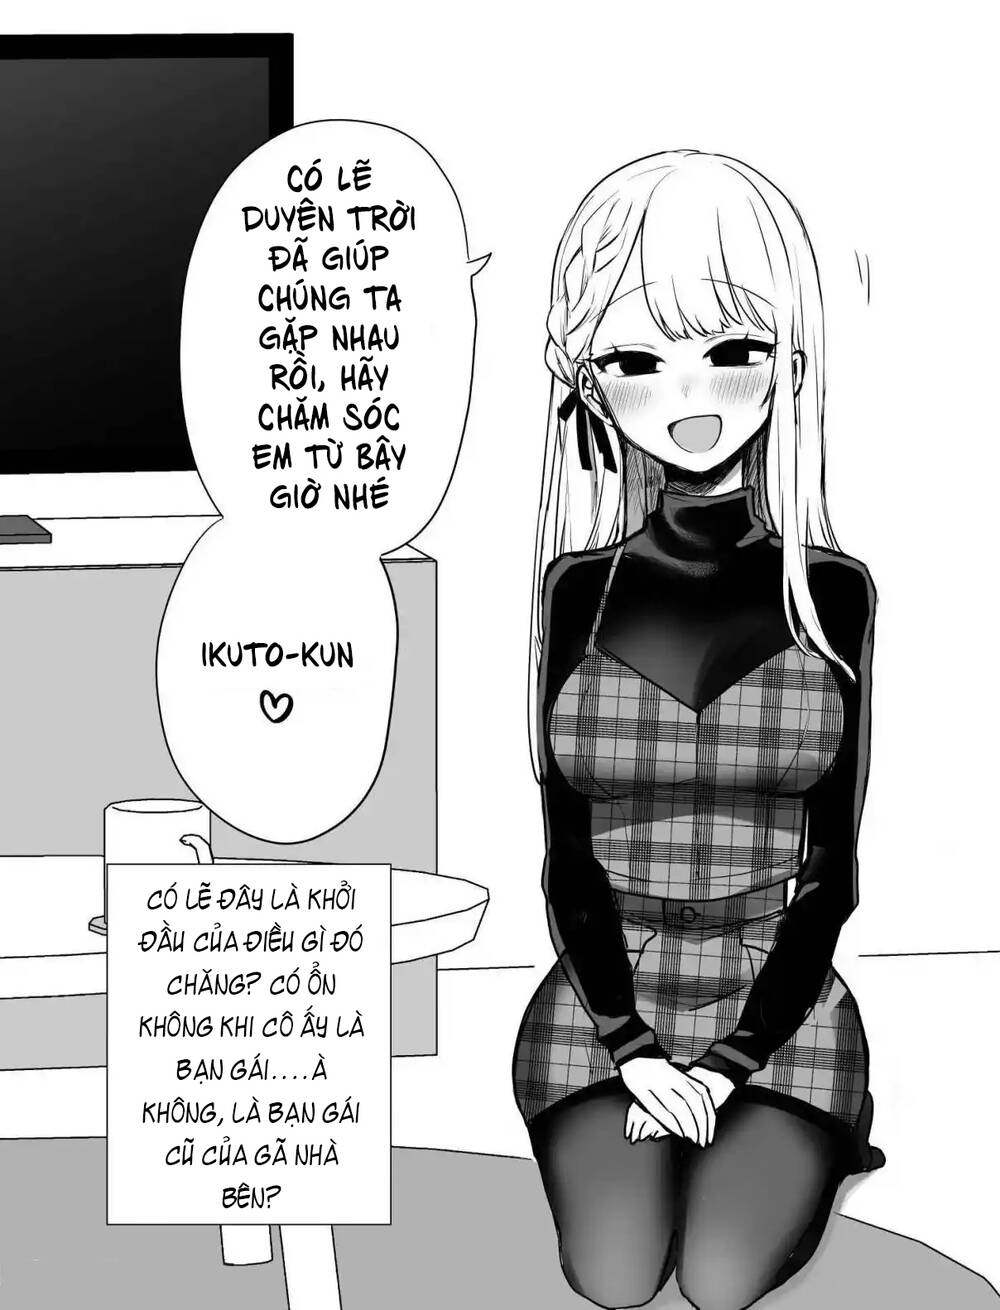 CÓ LẼ
DUYÊN TRỜI
ĐÃ GIÚP
CHÚNG TA
GẶP NHAU
RỒI, HÃY
CHĂM SÓC
EM TỪ BÂY
GIỜ NHÉ
IKUTO-KUN
♡
CÓ LẼ ĐÂY LÀ KHỞI
ĐẦU CỦA ĐIỀU GÌ ĐÓ
CHĂNG? CÓ ỔN
KHÔNG KHI CÔ ẤY LÀ
BẠN GÁI....À
KHÔNG, LÀ BẠN GÁI
CŨ CỦA GÃ NHÀ
BÊN?